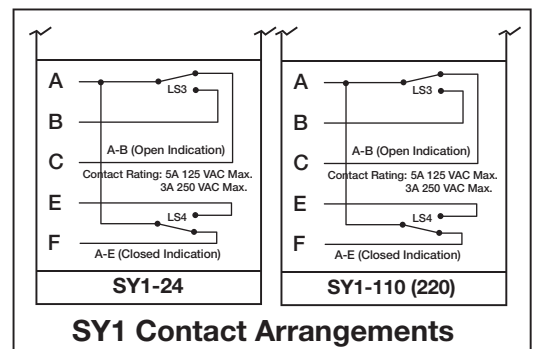 A
LS3
B
A-B (Open Indication)
C
Contact Rating: 5A 125 VAC Max.
3A 250 VAC Max.
E
LS4
F
A-E (Closed Indication)
SY1-24
A
LS3
B
A-B (Open Indication)
C
Contact Rating: 5A 125 VAC Max.
3A 250 VAC Max.
E
LS4
F
A-E (Closed Indication)
SY1-110 (220)
SY1 Contact Arrangements